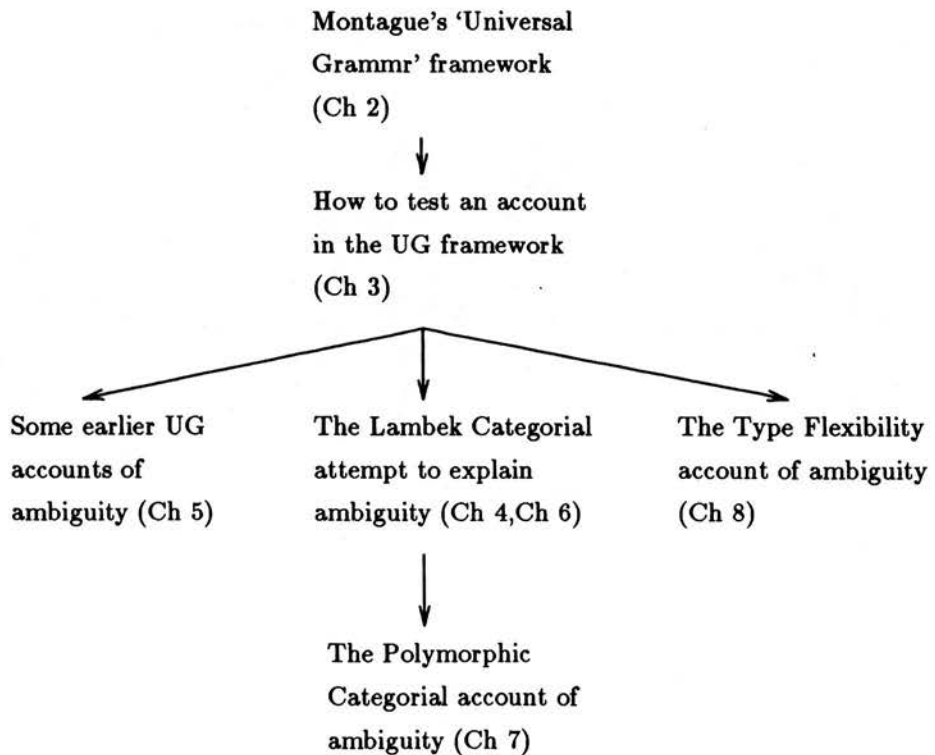 Montague's 'Universal
Grammr' framework
(Ch 2)
How to test an account
in the UG framework
(Ch 3)
Some earlier UG
accounts of
ambiguity (Ch 5)
The Lambek Categorial
attempt to explain
ambiguity (Ch 4,Ch 6)
The Type Flexibility
account of ambiguity
(Ch 8)
The Polymorphic
Categorial account of
ambiguity (Ch 7)